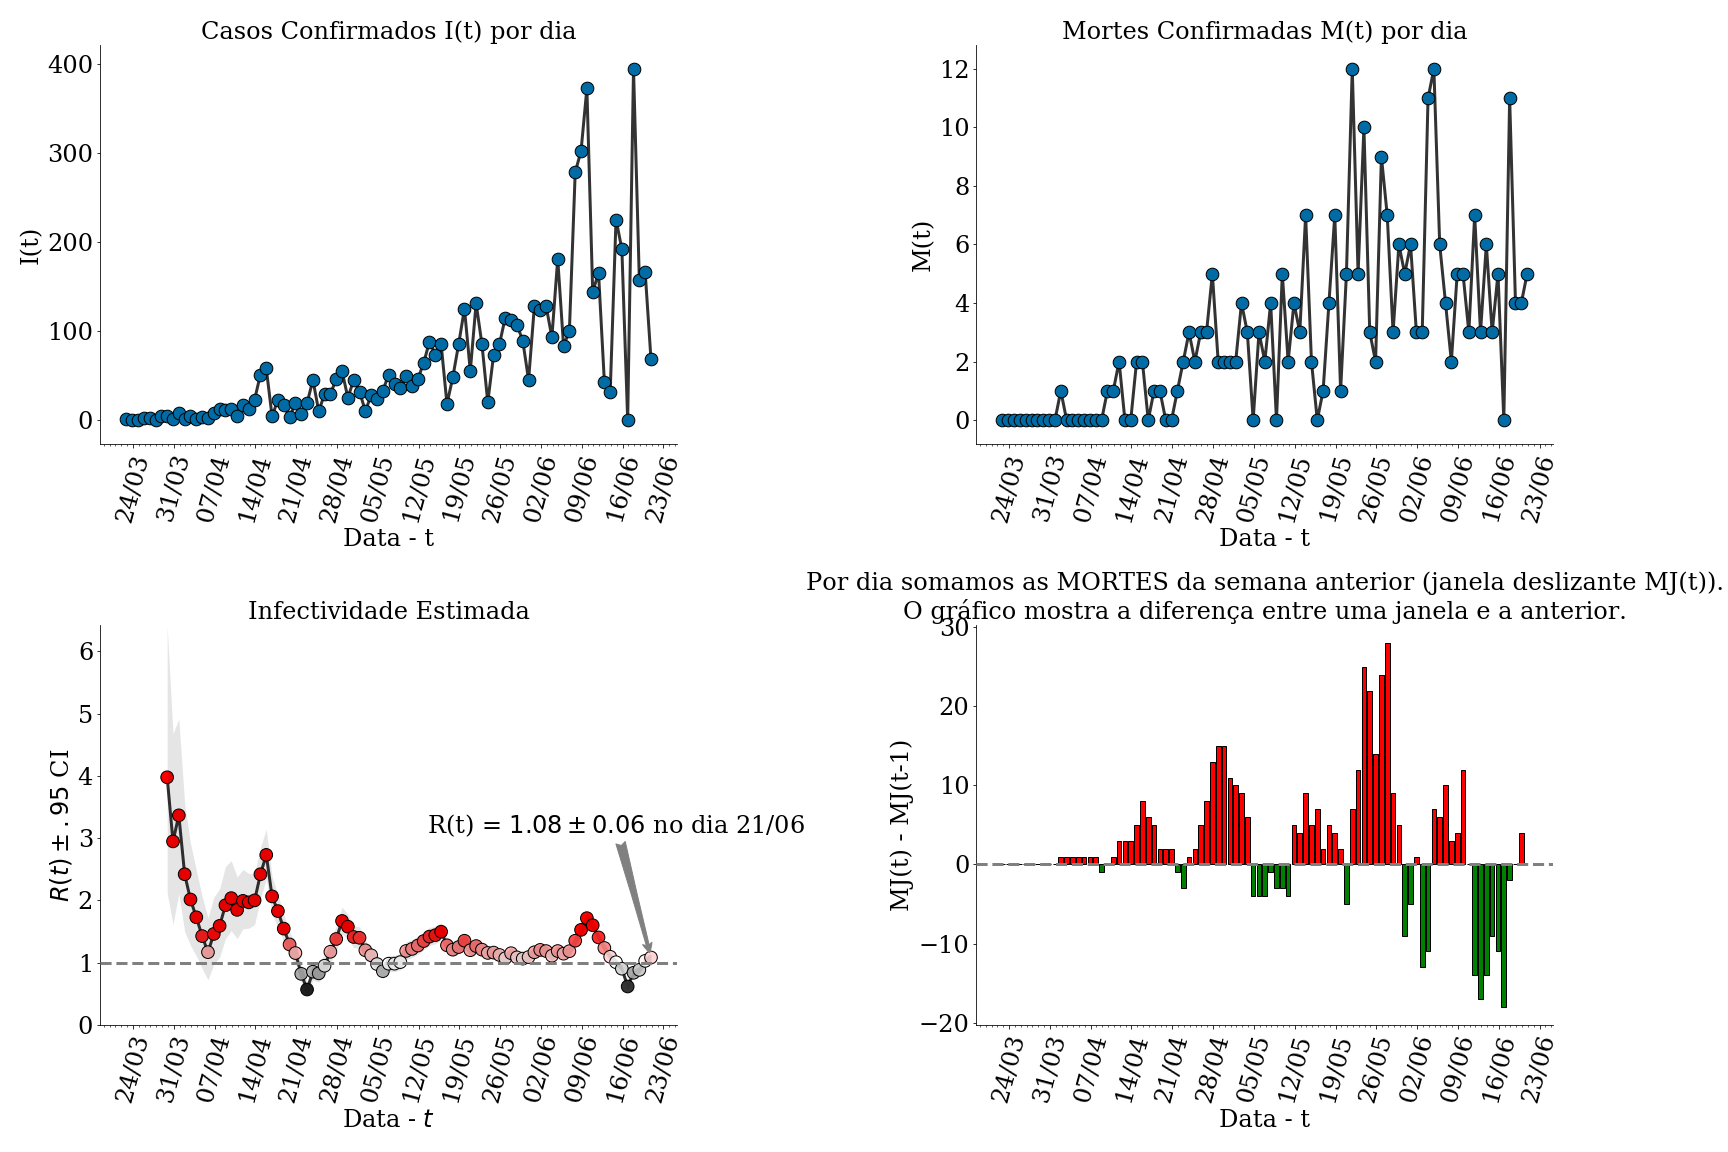 Casos Confirmados I(t) por dia
400
300
200
100
0
I(t)
24/03 31/03 07/04 14/04 21/04 28/04 05/05 12/05 19/05 26/05 02/06 09/06 16/06 23/06
Data - t
Mortes Confirmadas M(t) por dia
12
10
8
6
4
2
0
M(t)
24/03 31/03 07/04 14/04 21/04 28/04 05/05 12/05 19/05 26/05 02/06 09/06 16/06 23/06
Data - t
Infectividade Estimada
6
5
4
3
2
1
0
R(t) ± .95 CI
R(t) = 1.08 ± 0.06 no dia 21/06
24/03 31/03 07/04 14/04 21/04 28/04 05/05 12/05 19/05 26/05 02/06 09/06 16/06 23/06
Data - t
Por dia somamos as MORTES da semana anterior (janela deslizante MJ(t)).
O gráfico mostra a diferença entre uma janela e a anterior.
30
20
10
0
−10
−20
MJ(t) - MJ(t-1)
24/03 31/03 07/04 14/04 21/04 28/04 05/05 12/05 19/05 26/05 02/06 09/06 16/06 23/06
Data - t